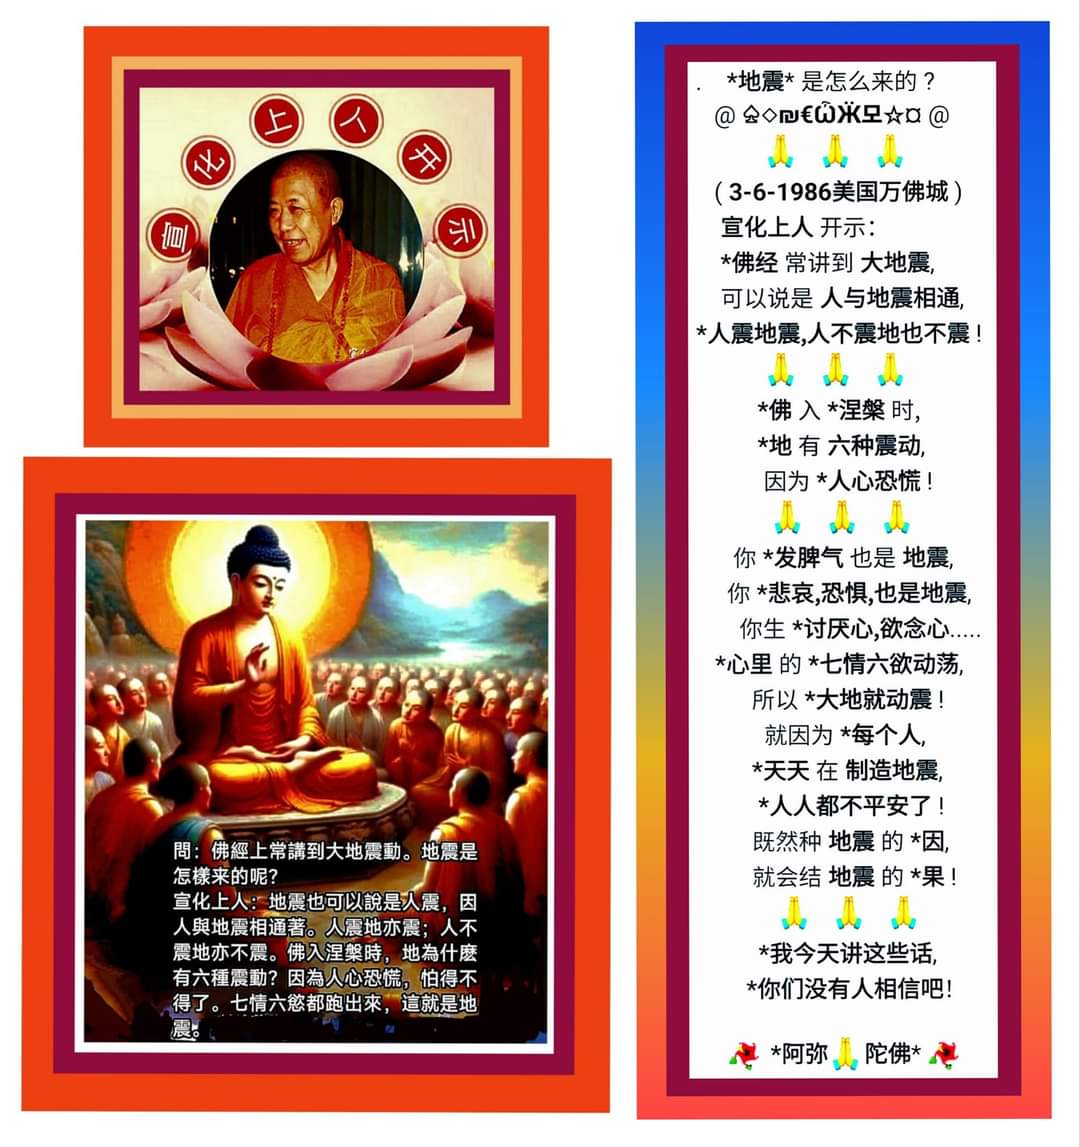 宣化上人开示
問：佛經上常講到大地震動。地震是
怎樣来的呢？
宣化上人：地震也可以說是人震，因
人與地震相通著。人震地亦震；人不
震地亦不震。佛入涅槃時，地為什麽
有六種震動？因為人心恐慌，怕得不
得了。七情六慾都跑出來，這就是地
震。
. *地震* 是怎么来的？
@ ♤◇₪€ὮӜ모☆¤ @
🙏 🙏 🙏
( 3-6-1986美国万佛城 )
宣化上人 开示：
*佛经 常讲到 大地震,
可以说是 人与地震相通,
*人震地震,人不震地也不震！
🙏 🙏 🙏
*佛 入 *涅槃 时,
*地 有 六种震动,
因为 *人心恐慌！
🙏 🙏 🙏
你 *发脾气 也是 地震,
你 *悲哀,恐惧,也是地震,
你生 *讨厌心,欲念心.....
*心里 的 *七情六欲动荡,
所以 *大地就动震！
就因为 *每个人,
*天天 在 制造地震,
*人人都不平安了！
既然种 地震 的 *因,
就会结 地震 的 *果！
🙏 🙏 🙏
*我今天讲这些话,
*你们没有人相信吧！
*阿弥🙏陀佛*